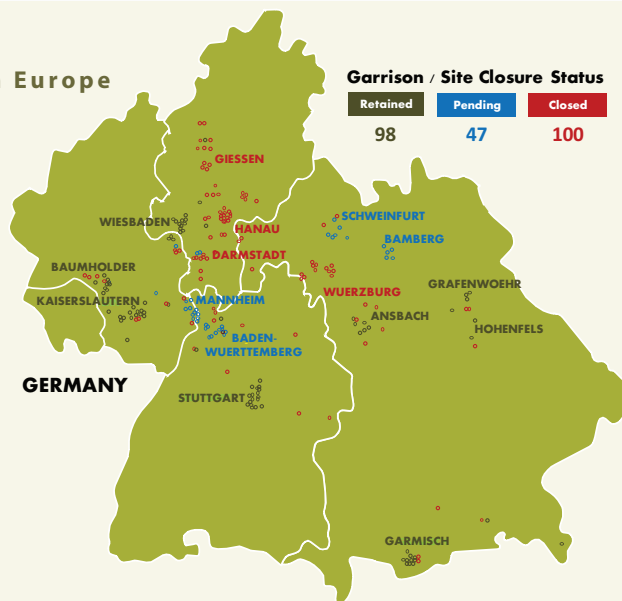 Europe
Garrison / Site Closure Status
Retained Pending Closed
98 47 100
GIESSEN
WIESBADEN
SCHWEINFURT
HANAU
BAMBERG
DARMSTADT
BAUMHOLDER
GRAFENWOEHR
WUERZBURG
KAISERSLAUTERN
MANNHEIM
ANSBACH
HOHENFELS
BADEN-
WUERTTEMBERG
GERMANY
STUTTGART
GARMISCH